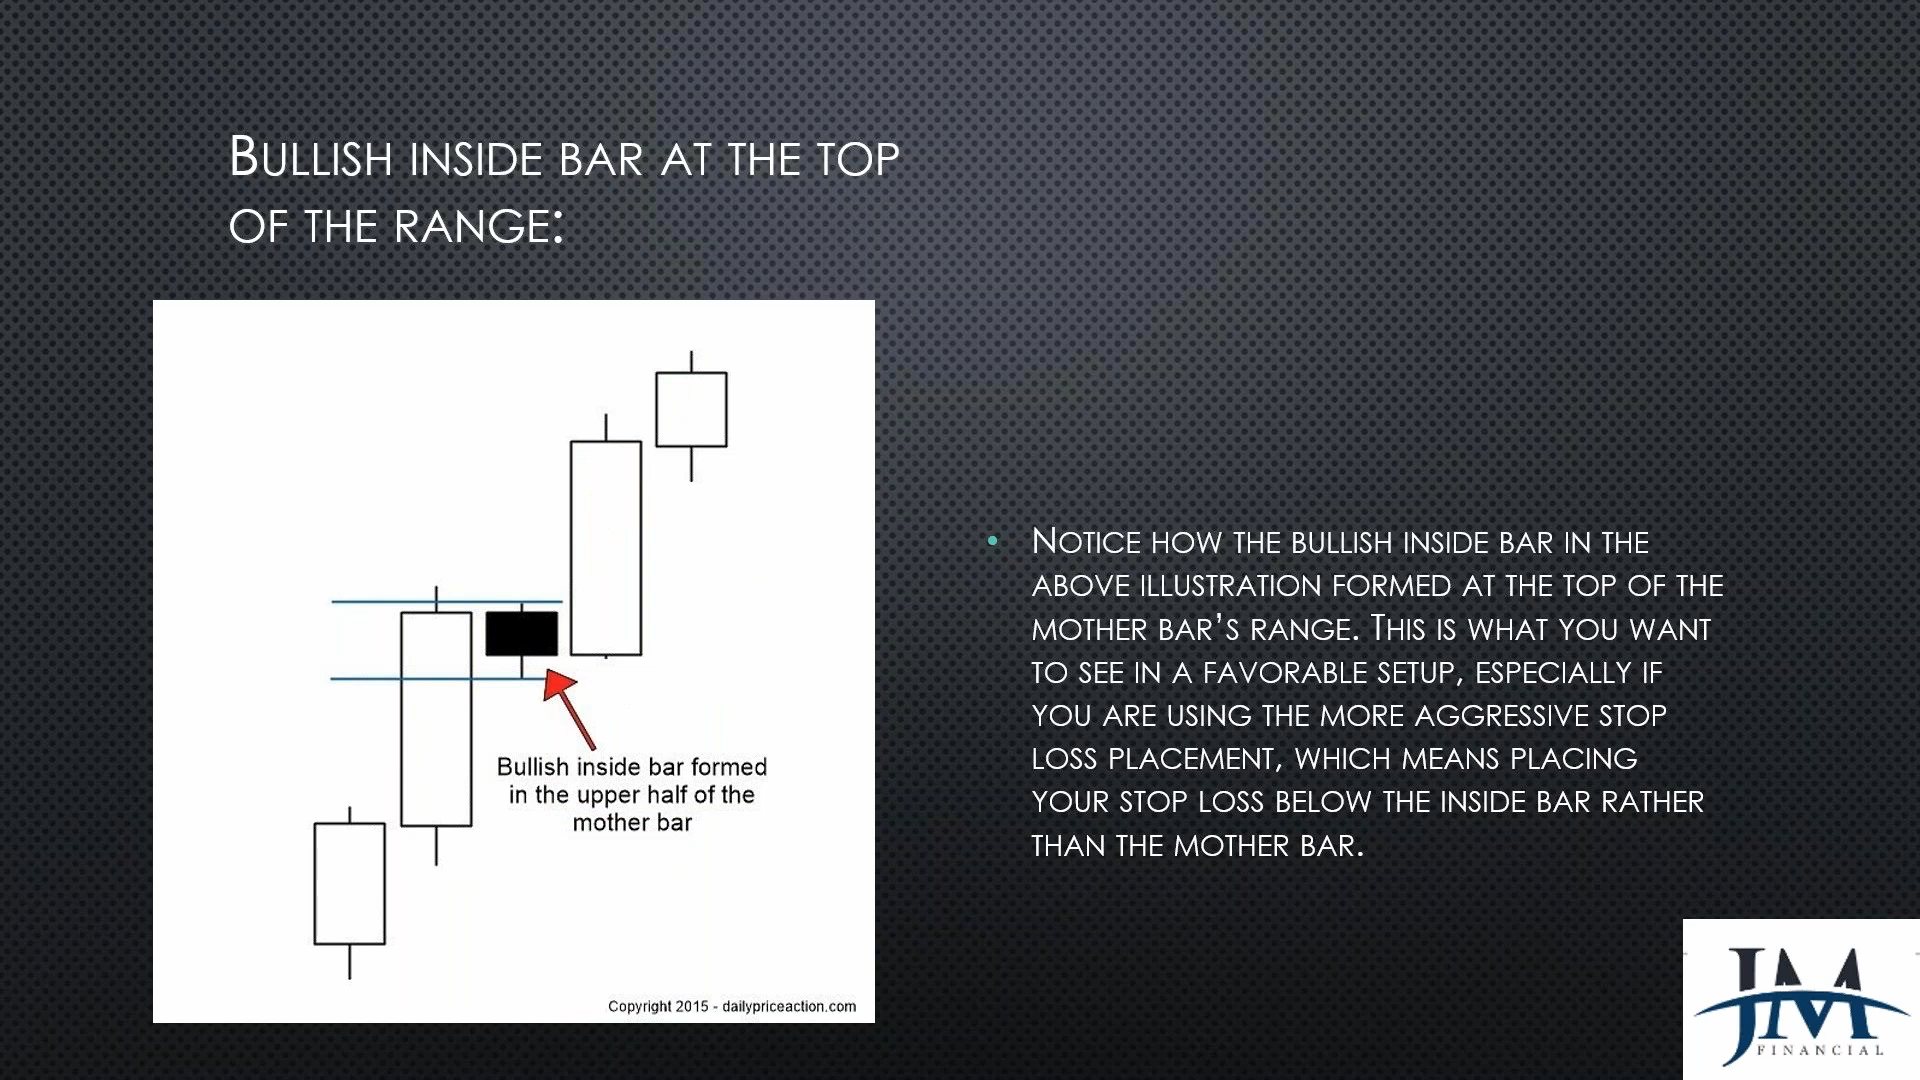 BULLISH INSIDE BAR AT THE TOP
OF THE RANGE:
Bullish inside bar formed
in the upper half of the
mother bar
Copyright 2015 - dailypriceaction.com
• NOTICE HOW THE BULLISH INSIDE BAR IN THE
ABOVE ILLUSTRATION FORMED AT THE TOP OF THE
MOTHER BAR’S RANGE. THIS IS WHAT YOU WANT
TO SEE IN A FAVORABLE SETUP, ESPECIALLY IF
YOU ARE USING THE MORE AGGRESSIVE STOP
LOSS PLACEMENT, WHICH MEANS PLACING
YOUR STOP LOSS BELOW THE INSIDE BAR RATHER
THAN THE MOTHER BAR.
JM
FINANCIAL